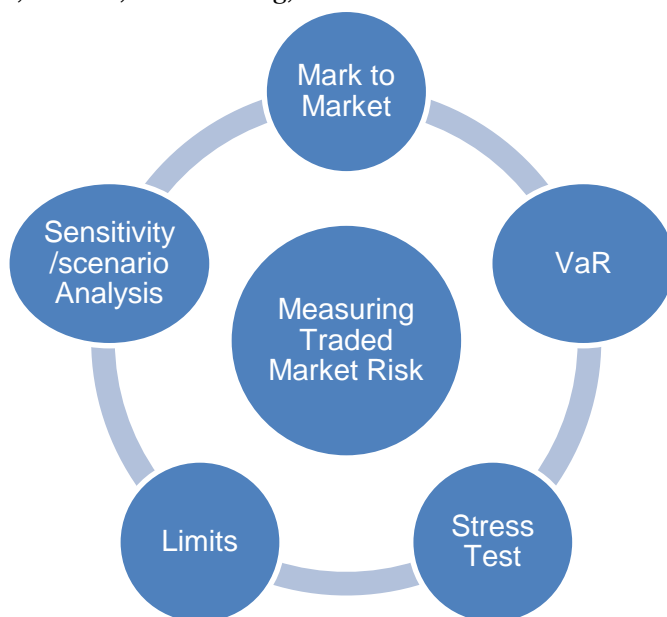 Mark to
Market
VaR
Stress
Test
Limits
Sensitivity
/scenario
Analysis
Measuring
Traded
Market Risk